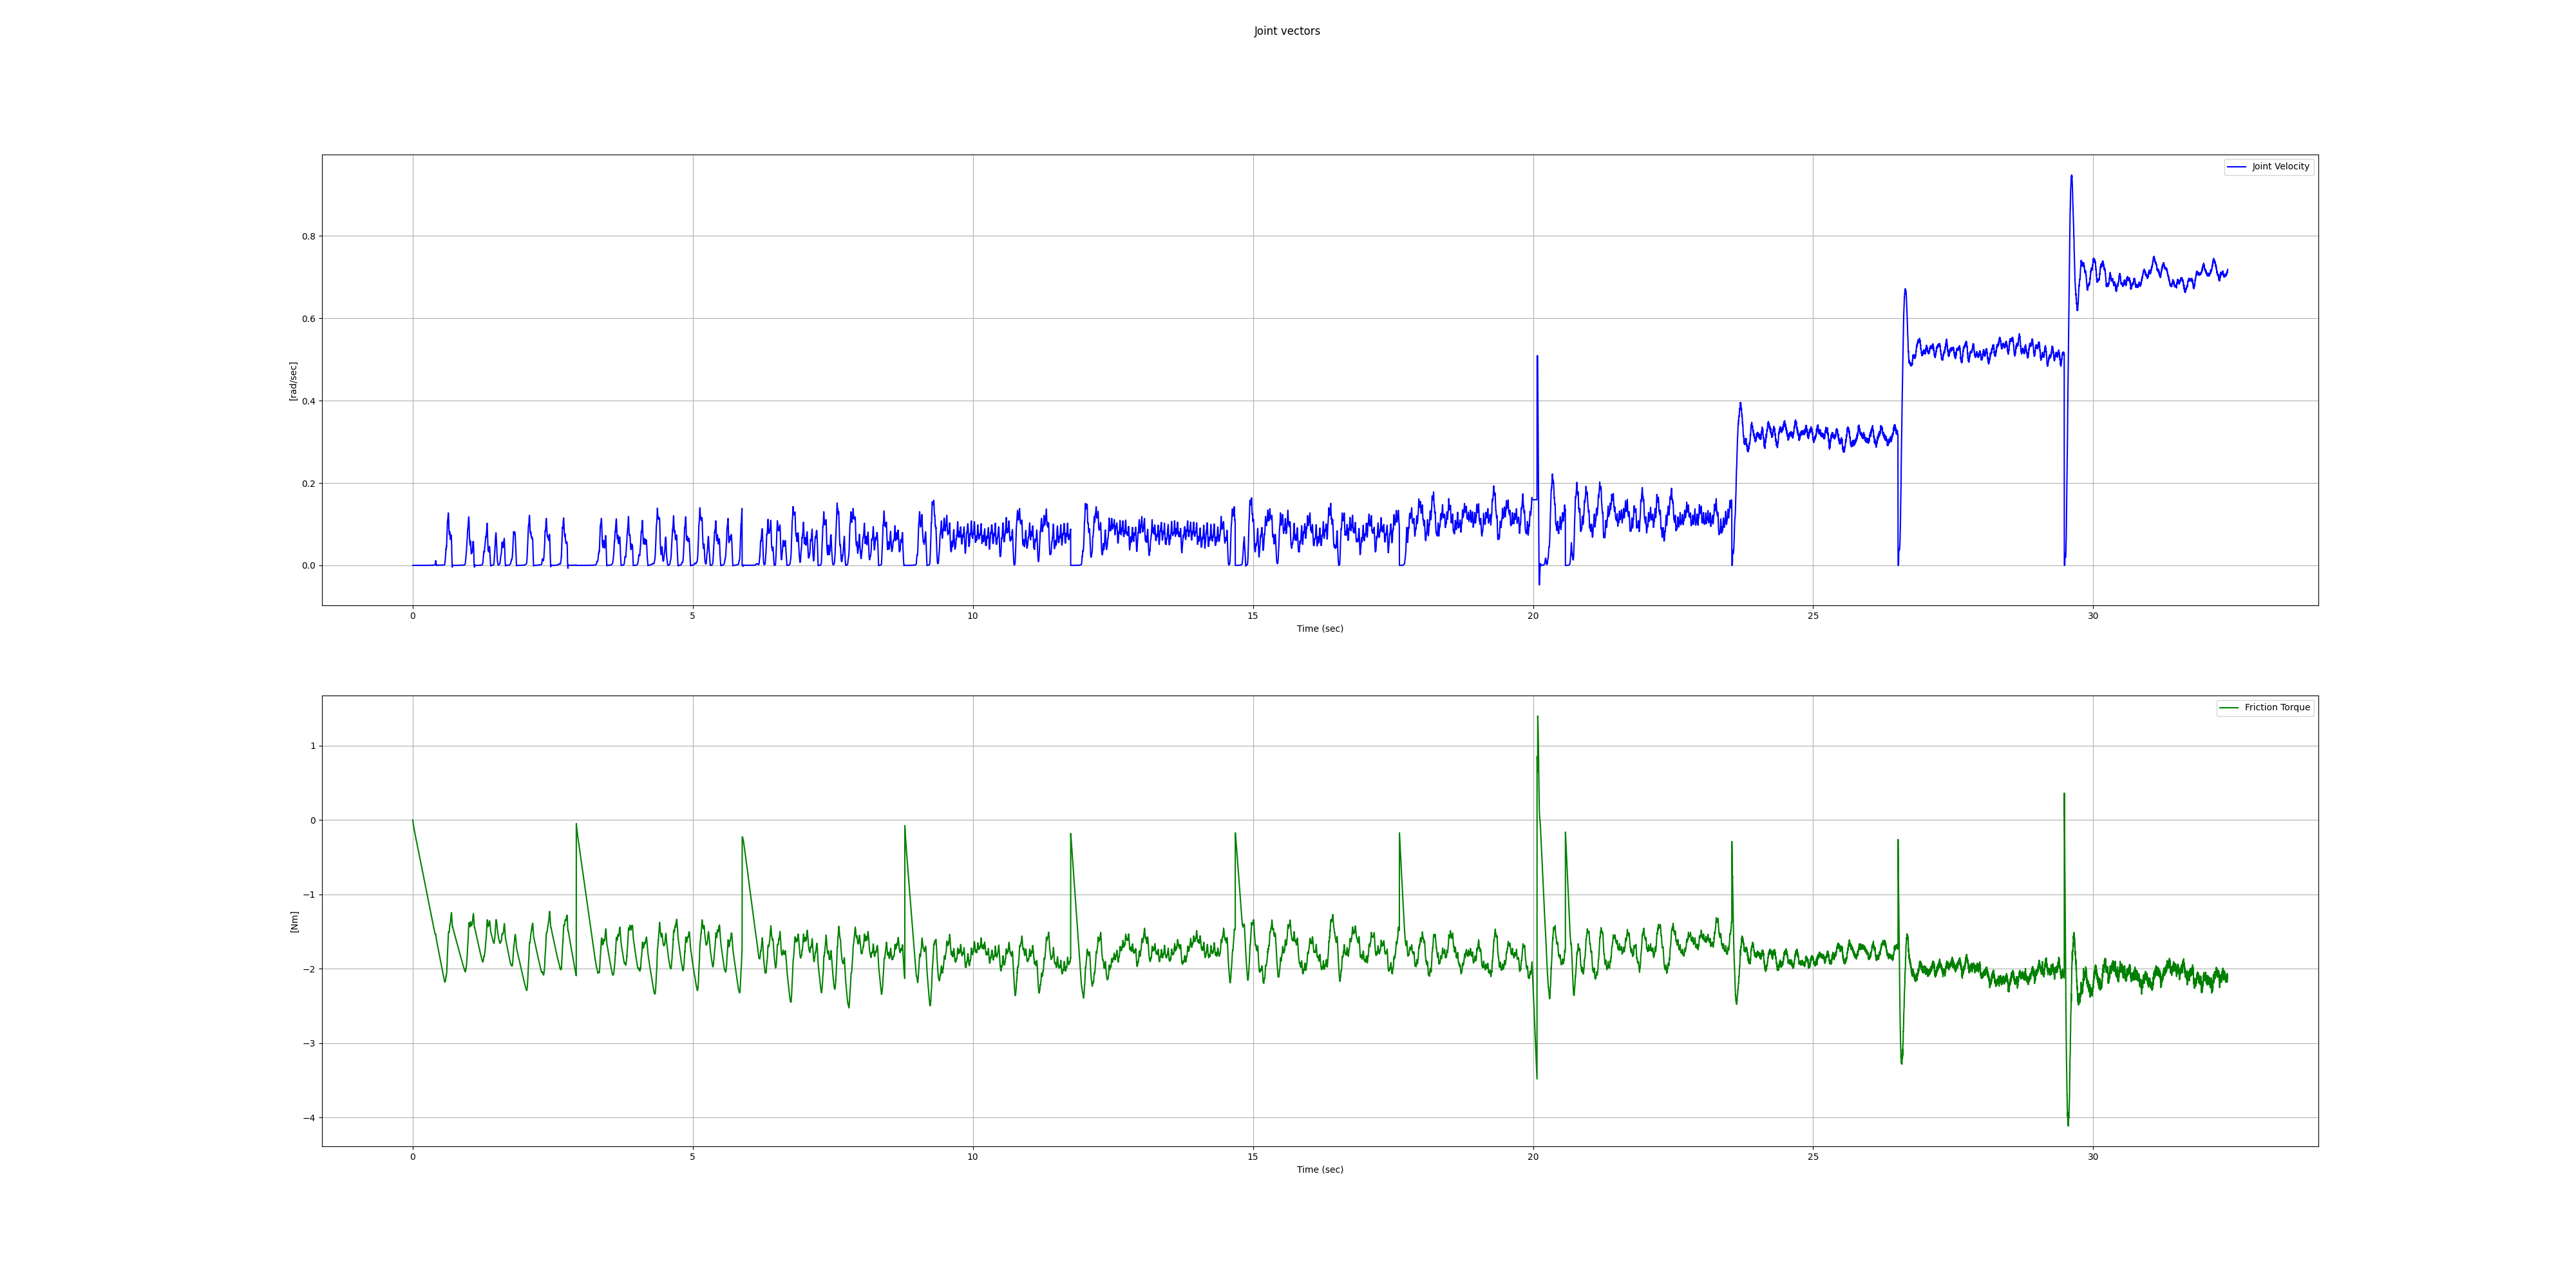 Joint vectors
Joint Velocity
0.8
0.6
0.4
0.2
0.0
[rad/sec]
0 5 10 15 20 25 30
Time (sec)
Friction Torque
1
0
−1
−2
−3
−4
[Nm]
0 5 10 15 20 25 30
Time (sec)